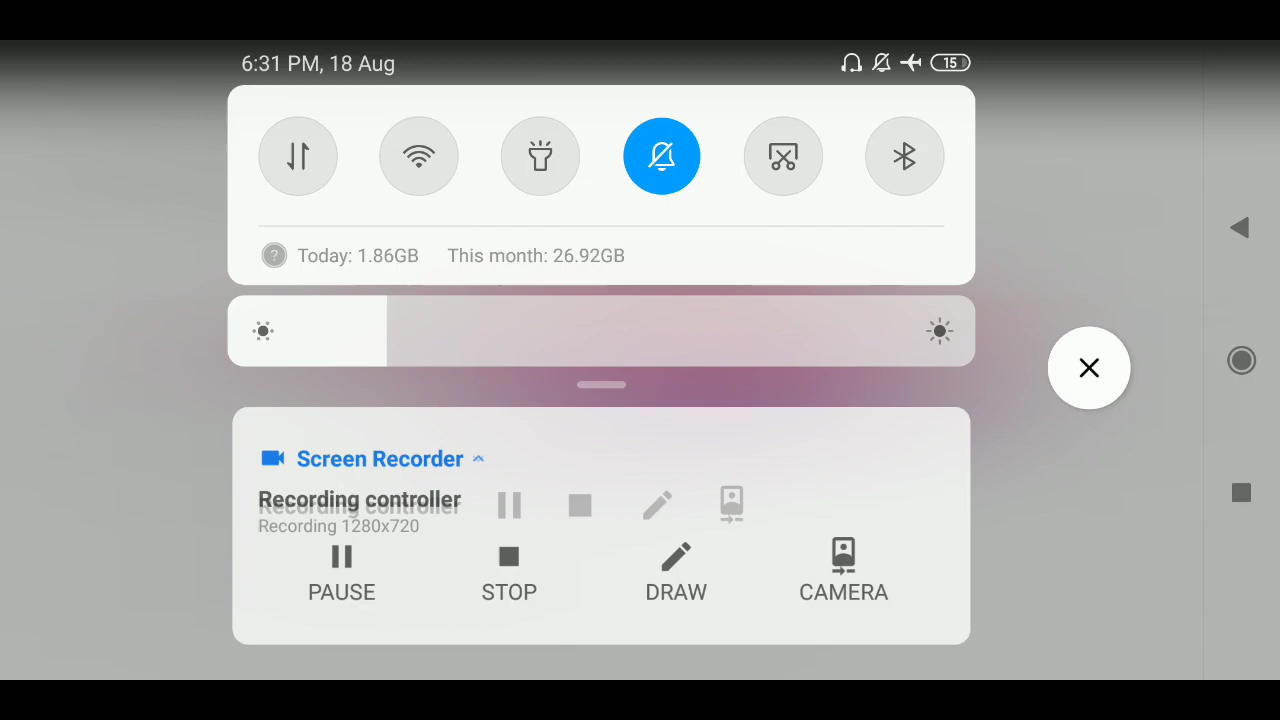 6:31 PM, 18 Aug
15
Today: 1.86GB This month: 26.92GB
Screen Recorder
Recording controller
Recording 1280x720
PAUSE STOP DRAW CAMERA